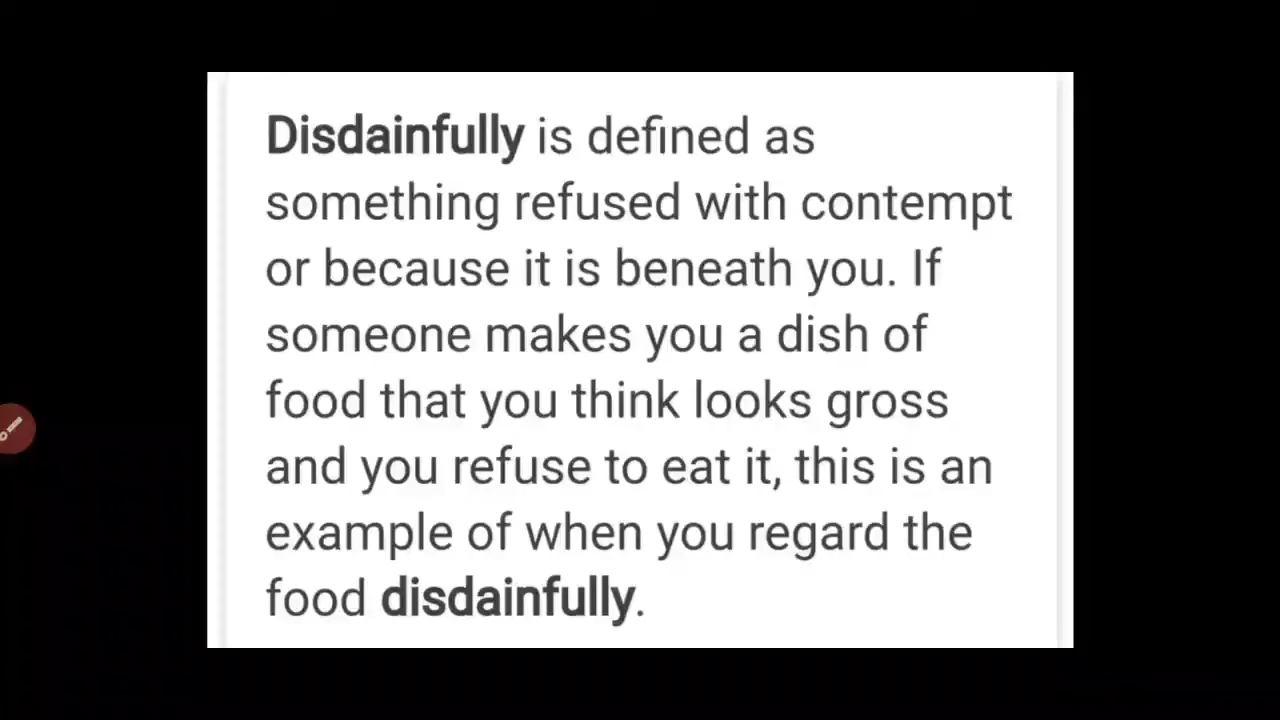 Disdainfully is defined as
something refused with contempt
or because it is beneath you. If
someone makes you a dish of
food that you think looks gross
and you refuse to eat it, this is an
example of when you regard the
food disdainfully.